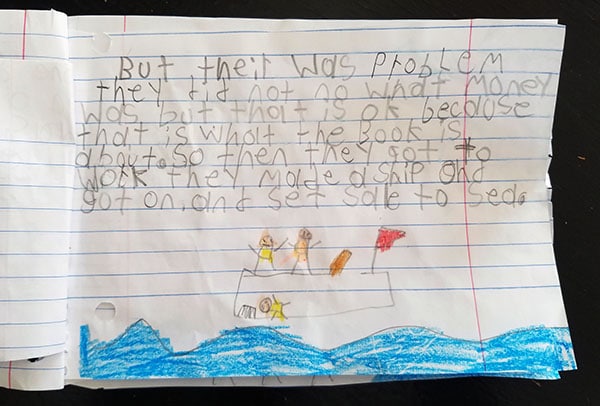 But their was problem
they did not no what money
was but that is ok because
that is what the book is
about. so then they got to
work they made a ship and
got on. and set sale to sea.